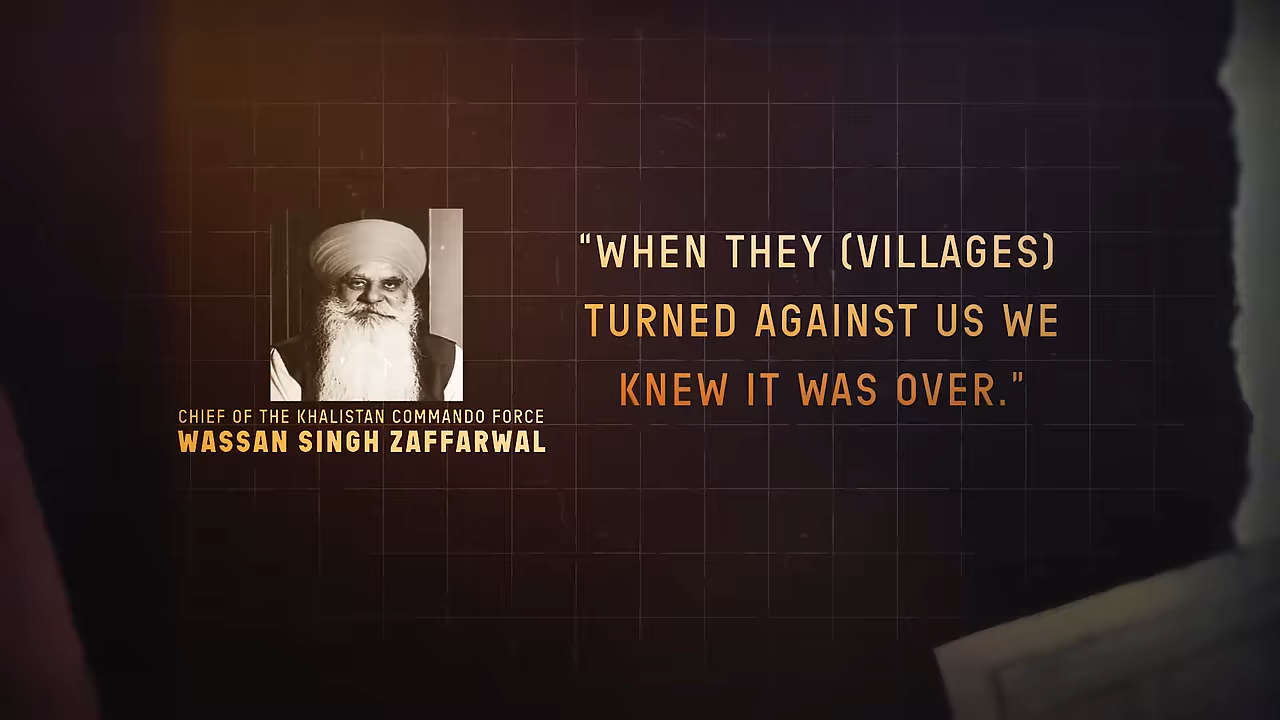 CHIEF OF THE KHALISTAN COMMANDO FORCE
WASSAN SINGH ZAFFARWAL
"WHEN THEY (VILLAGES)
TURNED AGAINST US WE
KNEW IT WAS OVER."